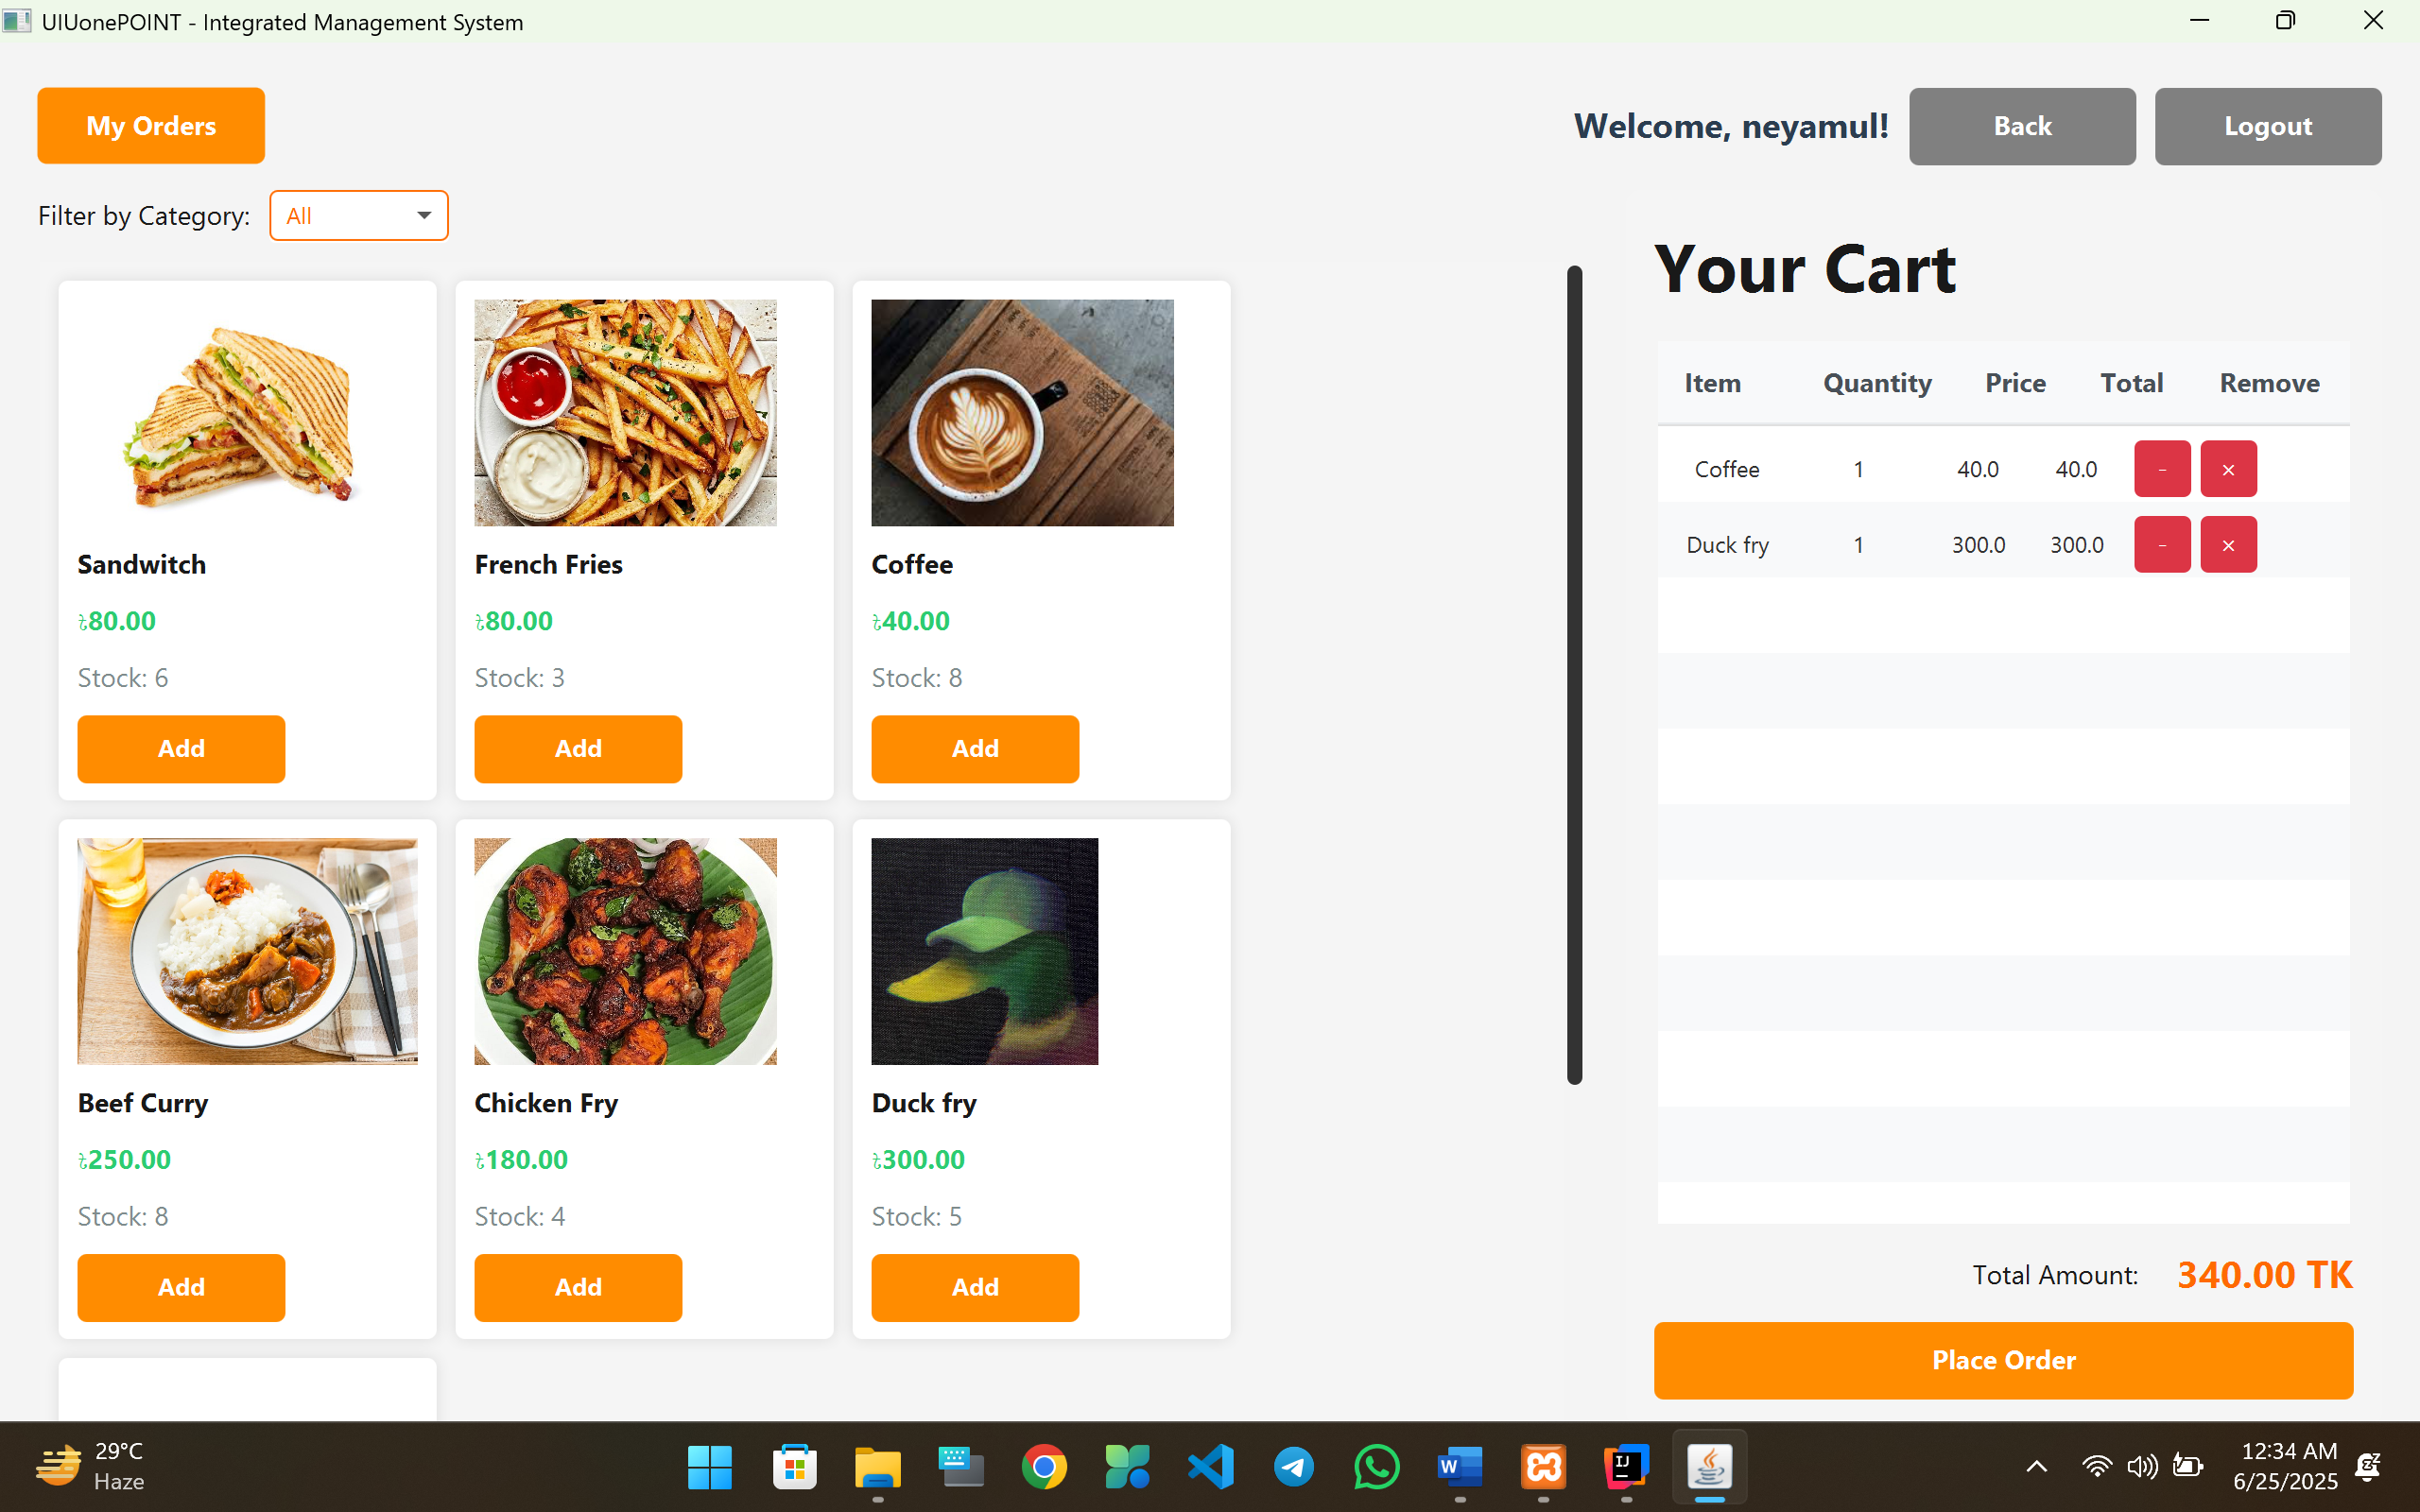 UIUonePOINT - Integrated Management System
My Orders
Welcome, neyamul!
Back
Logout
Filter by Category:
All
Your Cart
Item Quantity Price Total Remove
Coffee 1 40.0 40.0 - ×
Duck fry 1 300.0 300.0 - ×
Sandwitch
৳80.00
Stock: 6
Add
French Fries
৳80.00
Stock: 3
Add
Coffee
৳40.00
Stock: 8
Add
Beef Curry
৳250.00
Stock: 8
Add
Chicken Fry
৳180.00
Stock: 4
Add
Duck fry
৳300.00
Stock: 5
Add
Total Amount: 340.00 TK
Place Order
29°C
Haze
12:34 AM
6/25/2025